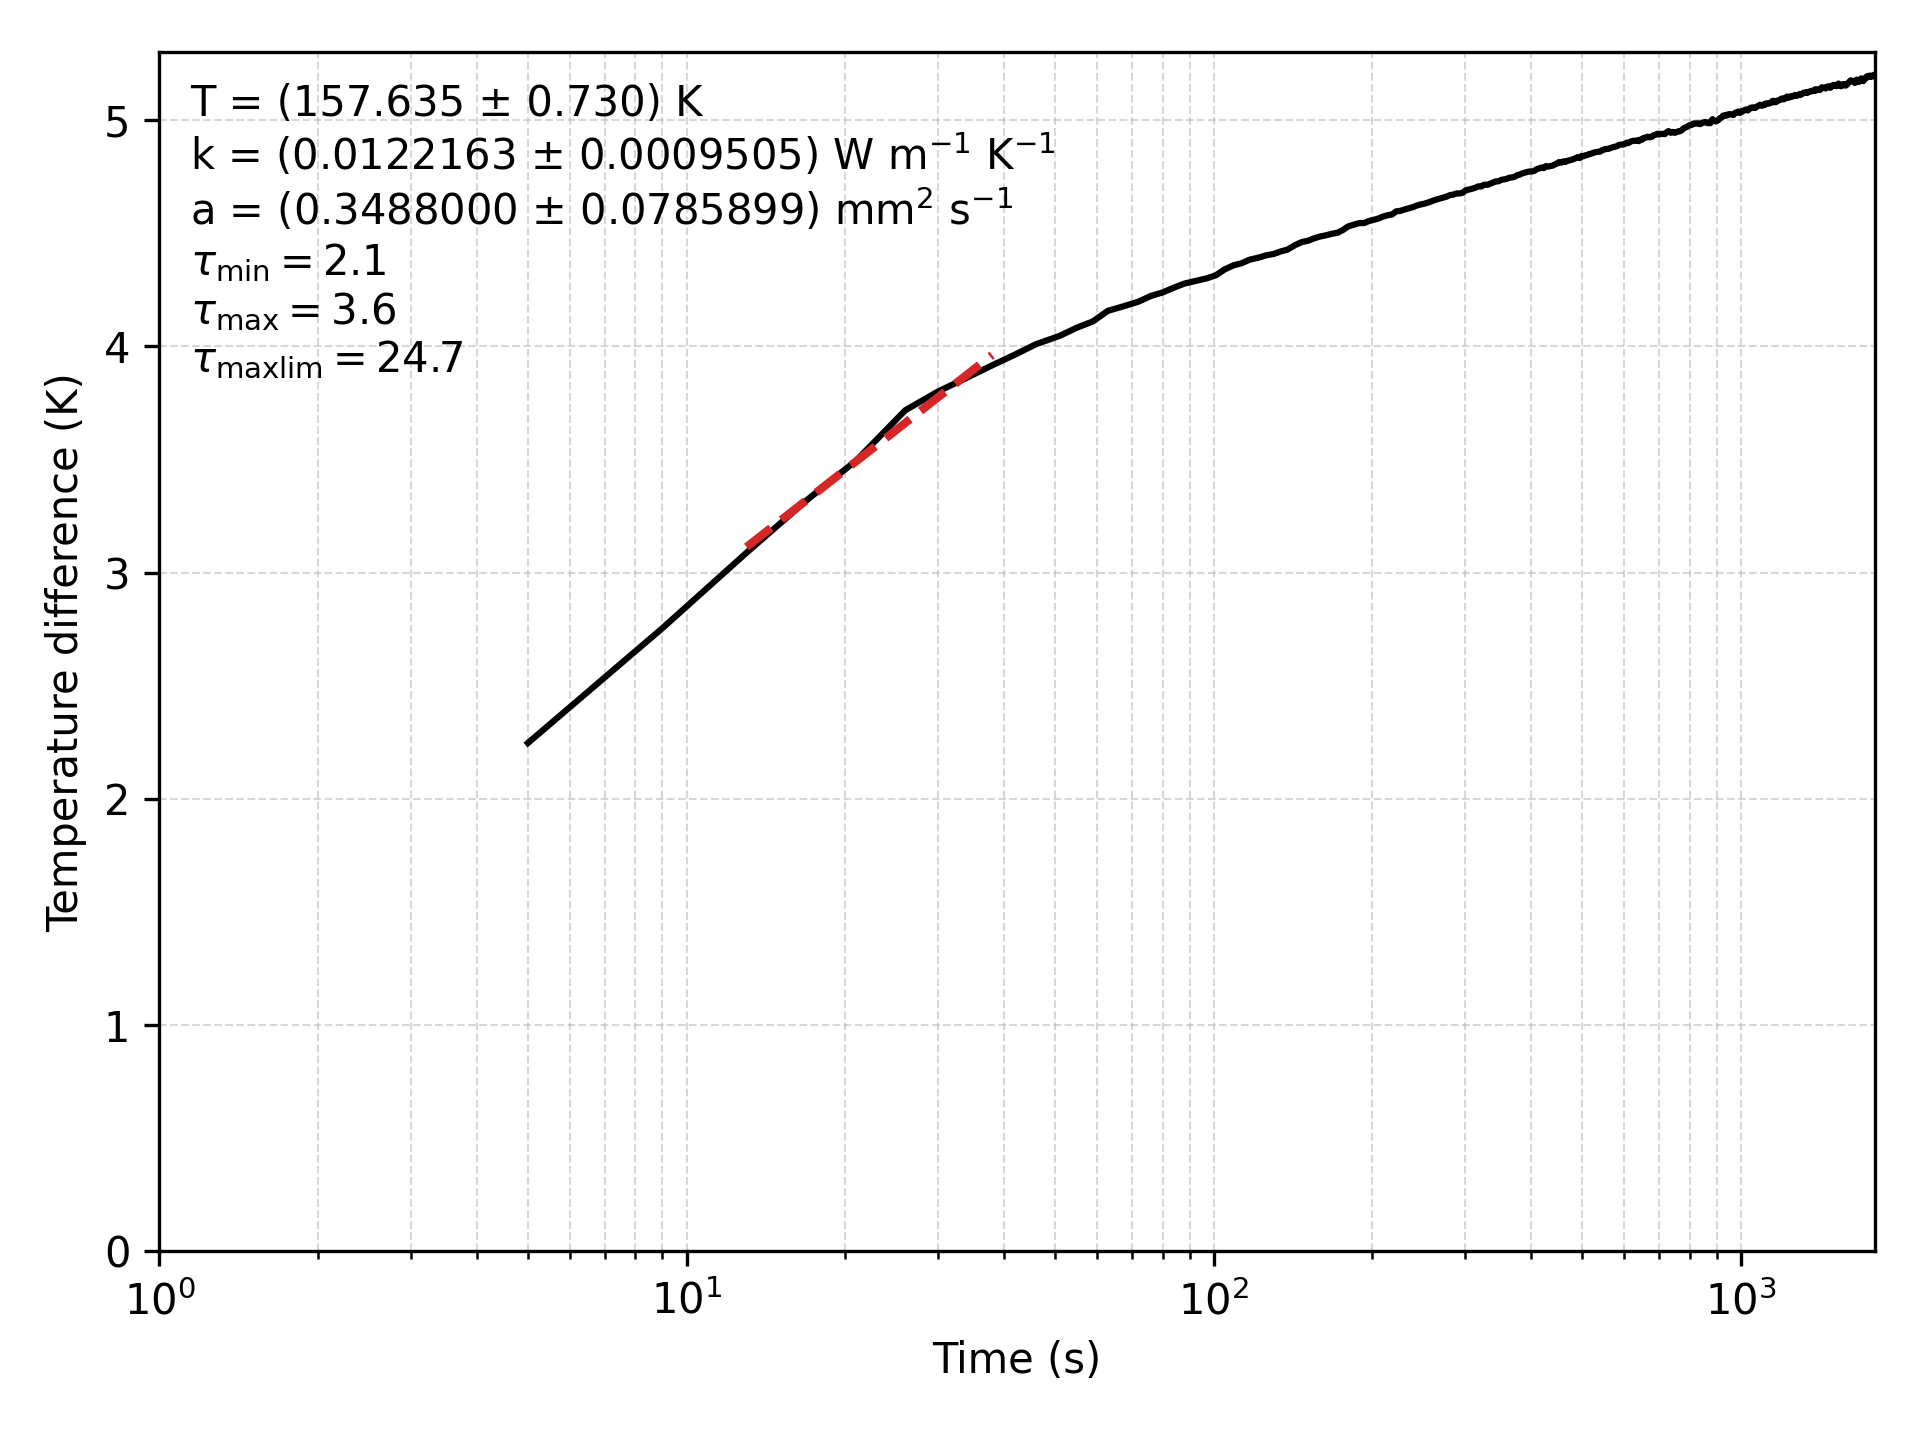 T = (157.635 ± 0.730) K
k = (0.0122163 ± 0.0009505) W m⁻¹ K⁻¹
a = (0.3488000 ± 0.0785899) mm² s⁻¹
τmin = 2.1
τmax = 3.6
τmaxlim = 24.7
Temperature difference (K)
5
4
3
2
1
0
10⁰ 10¹ 10² 10³
Time (s)